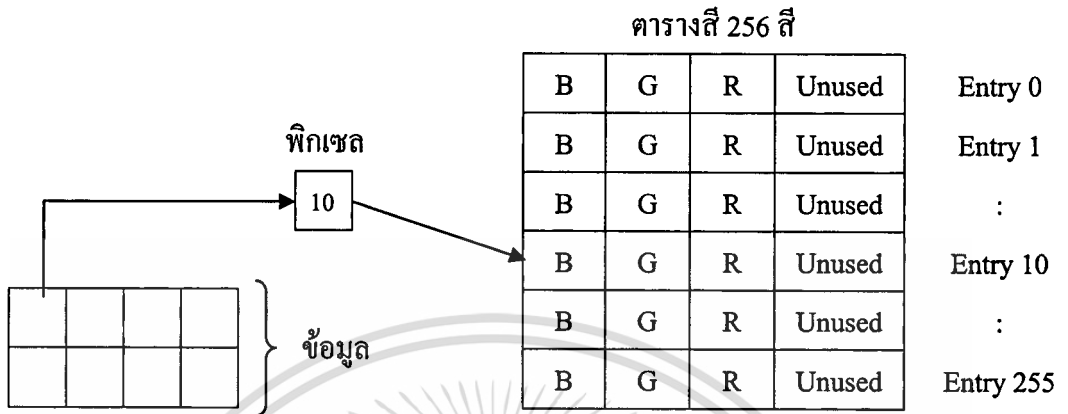 ตารางสี 256 สี
B G R Unused Entry 0
พิกเซล
B G R Unused Entry 1
10
B G R Unused :
B G R Unused Entry 10
B G R Unused :
ข้อมูล
B G R Unused Entry 255